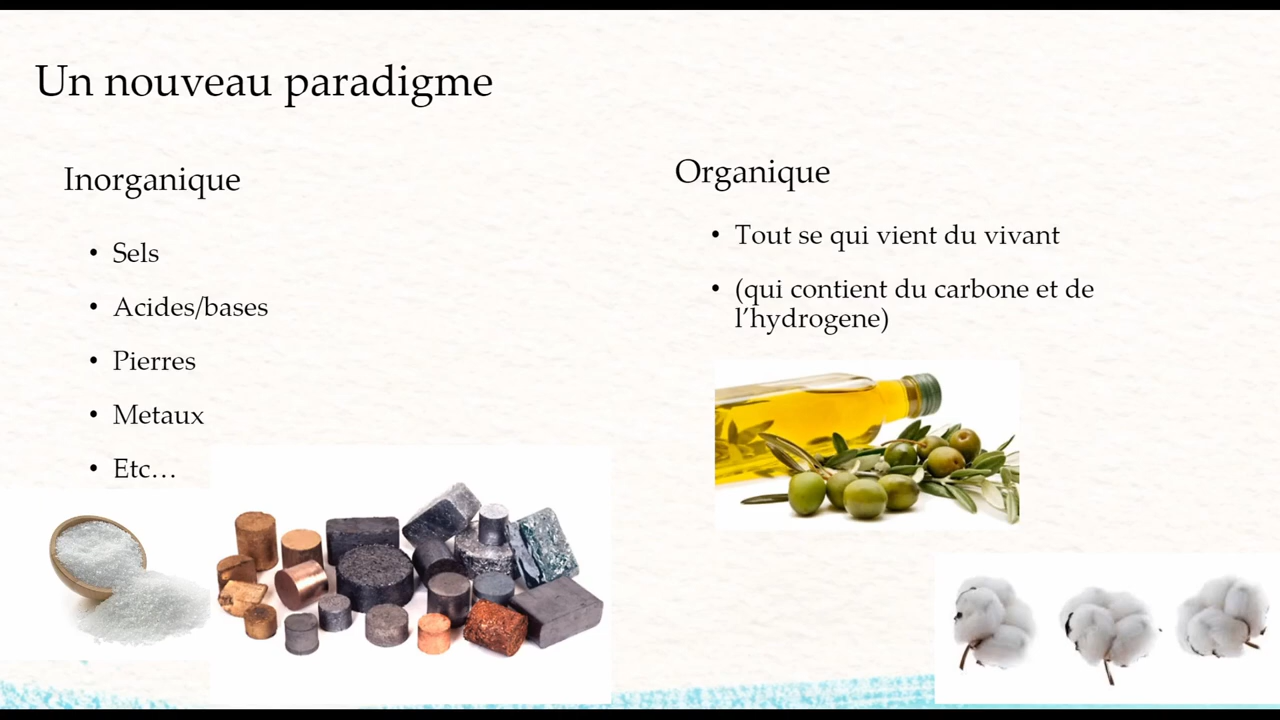 Un nouveau paradigme
Inorganique
• Sels
• Acides/bases
• Pierres
• Metaux
• Etc…
Organique
• Tout se qui vient du vivant
• (qui contient du carbone et de
l’hydrogene)